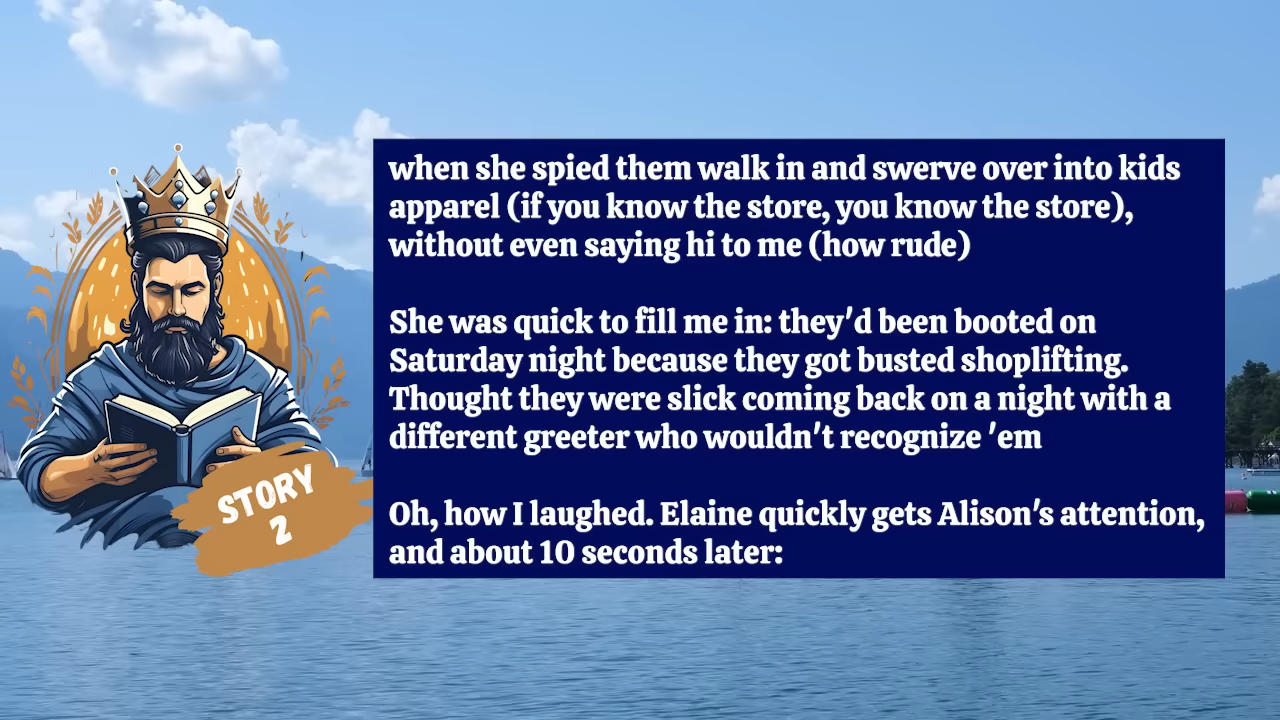 when she spied them walk in and swerve over into kids
apparel (if you know the store, you know the store),
without even saying hi to me (how rude)
She was quick to fill me in: they'd been booted on
Saturday night because they got busted shoplifting.
Thought they were slick coming back on a night with a
different greeter who wouldn't recognize 'em
Oh, how I laughed. Elaine quickly gets Alison's attention,
and about 10 seconds later:
STORY
2